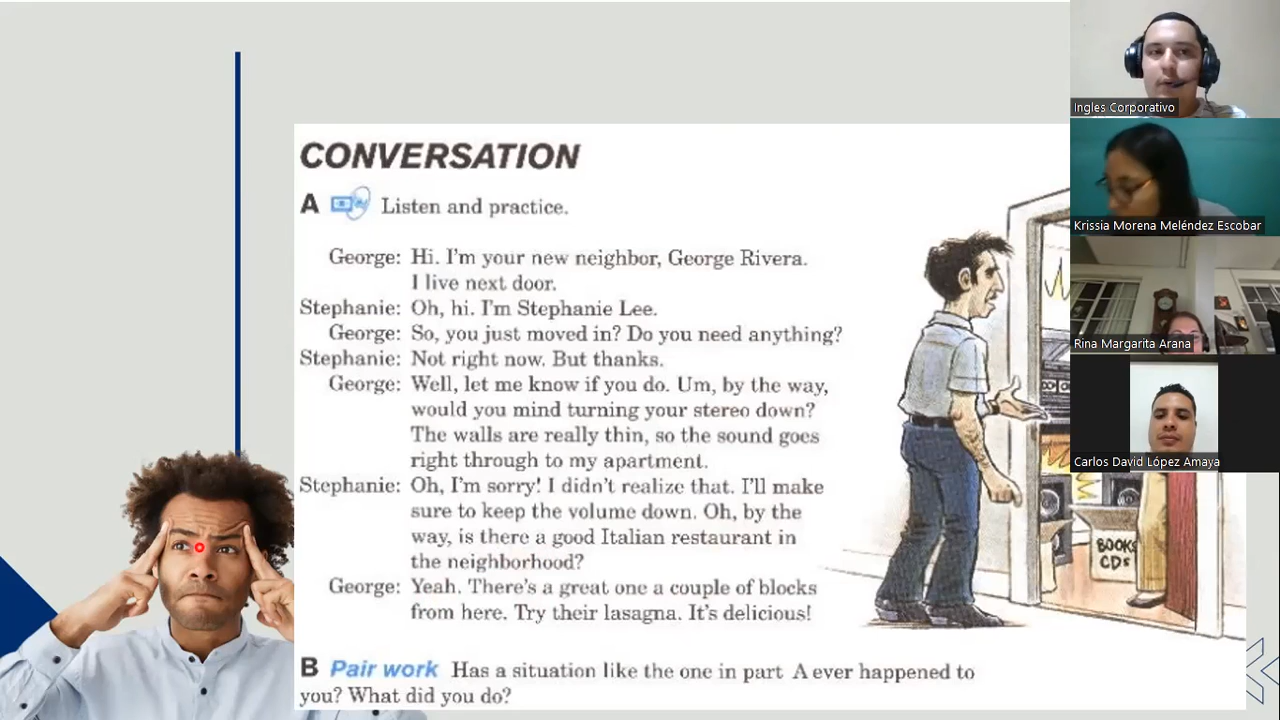 CONVERSATION
A Listen and practice.
George: Hi. I'm your new neighbor, George Rivera.
I live next door.
Stephanie: Oh, hi. I'm Stephanie Lee.
George: So, you just moved in? Do you need anything?
Stephanie: Not right now. But thanks.
George: Well, let me know if you do. Um, by the way,
would you mind turning your stereo down?
The walls are really thin, so the sound goes
right through to my apartment.
Stephanie: Oh, I'm sorry! I didn't realize that. I'll make
sure to keep the volume down. Oh, by the
way, is there a good Italian restaurant in
the neighborhood?
George: Yeah. There's a great one a couple of blocks
from here. Try their lasagna. It's delicious!
BOOKS
CDs
B Pair work Has a situation like the one in part A ever happened to
you? What did you do?
Ingles Corporativo
Krissia Morena Meléndez Escobar
Rina Margarita Arana
Carlos David López Amaya